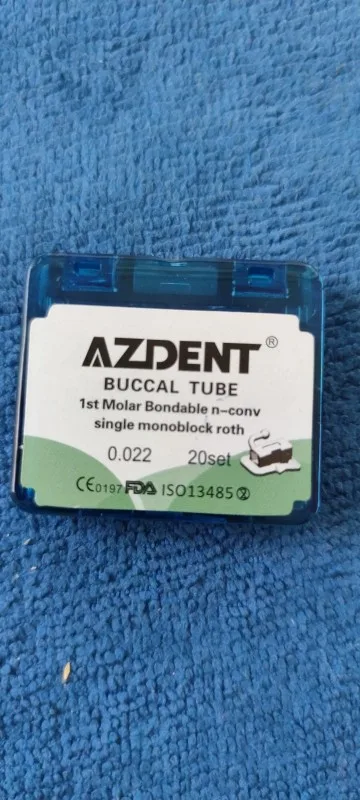 AZDENT®
BUCCAL TUBE
1st Molar Bondable n-conv
single monoblock roth
0.022 20set
CE0197 FDA ISO13485